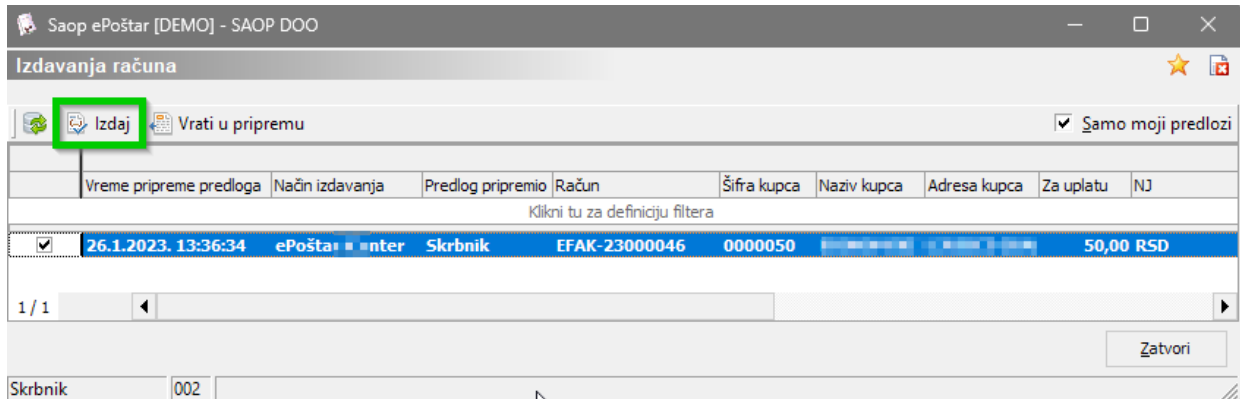 Saop ePoštar [DEMO] - SAOP DOO
Izdavanja računa
Izdaj Vrati u pripremu Samo moji predlozi
Vreme pripreme predloga Način izdavanja Predlog pripremio Račun Šifra kupca Naziv kupca Adresa kupca Za uplatu NJ
Klikni tu za definiciju filtera
26.1.2023. 13:36:34 Skrbnik EFAK-23000046 0000050 50,00 RSD
1 / 1
Zatvori
Skrbnik 002